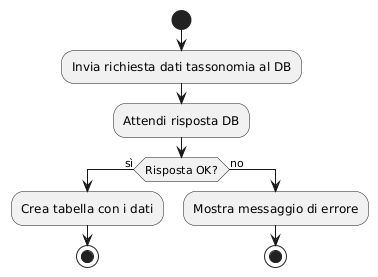 Invia richiesta dati tassonomia al DB
Attendi risposta DB
sì
Risposta OK?
no
Crea tabella con i dati
Mostra messaggio di errore